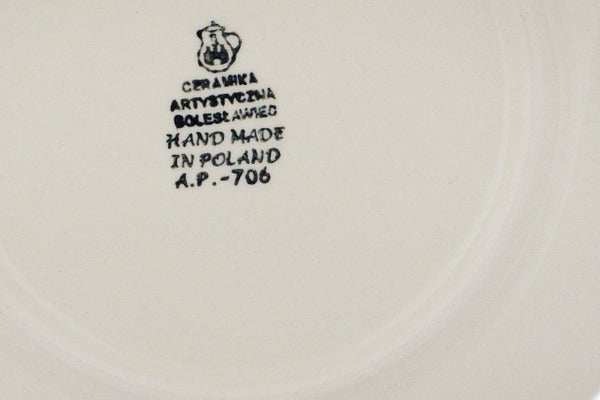 CERAMIKA
ARTYSTYCZNA
BOLESŁAWIEC
HAND MADE
IN POLAND
A.P.-706